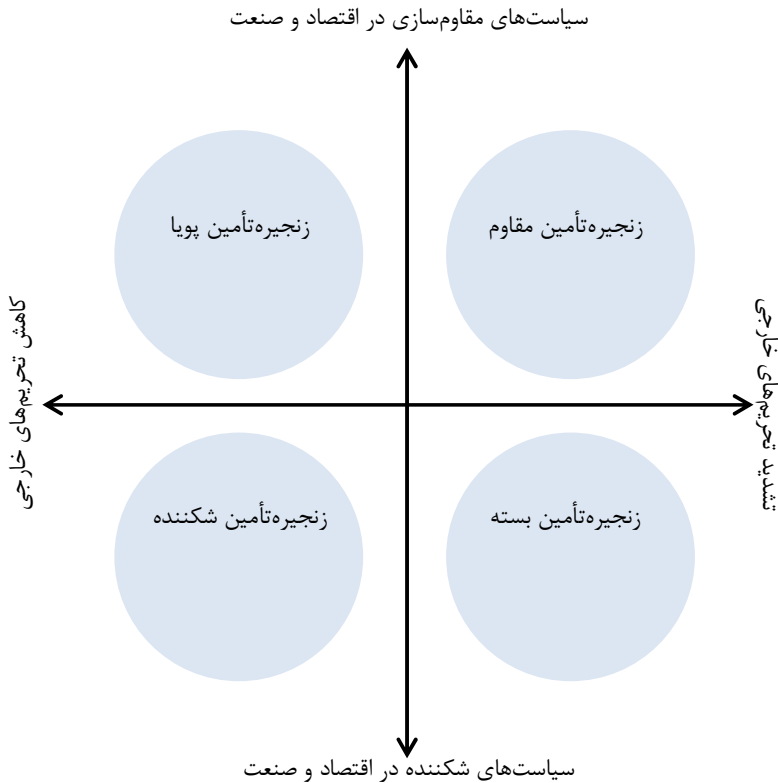 سیاست‌های مقاوم‌سازی در اقتصاد و صنعت
زنجیره‌تأمین مقاوم
زنجیره‌تأمین پویا
تشدید تحریم‌های خارجی
کاهش تحریم‌های خارجی
زنجیره‌تأمین بسته
زنجیره‌تأمین شکننده
سیاست‌های شکننده در اقتصاد و صنعت